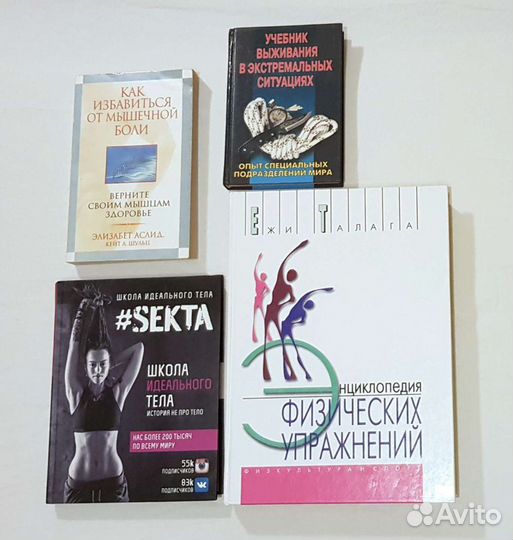 КАК
ИЗБАВИТЬСЯ
ОТ МЫШЕЧНОЙ
БОЛИ
ВЕРНИТЕ
СВОИМ МЫШЦАМ
ЗДОРОВЬЕ
ЭЛИЗАБЕТ АСЛИД,
КЕЙТ А. ШУЛЬЦ
УЧЕБНИК
ВЫЖИВАНИЯ
В ЭКСТРЕМАЛЬНЫХ
СИТУАЦИЯХ
ОПЫТ СПЕЦИАЛЬНЫХ
ПОДРАЗДЕЛЕНИЙ МИРА
ШКОЛА ИДЕАЛЬНОГО ТЕЛА
#SEKTA
ШКОЛА
ИДЕАЛЬНОГО
ТЕЛА
ИСТОРИЯ НЕ ПРО ТЕЛО
НАС БОЛЕЕ 200 ТЫСЯЧ
ПО ВСЕМУ МИРУ
55k
ПОДПИСЧИКОВ
83k
ПОДПИСЧИКОВ
ЕЖИ ТАЛАГА
ЭНЦИКЛОПЕДИЯ
ФИЗИЧЕСКИХ
УПРАЖНЕНИЙ
ФИЗКУЛЬТУРА И СПОРТ
Avito